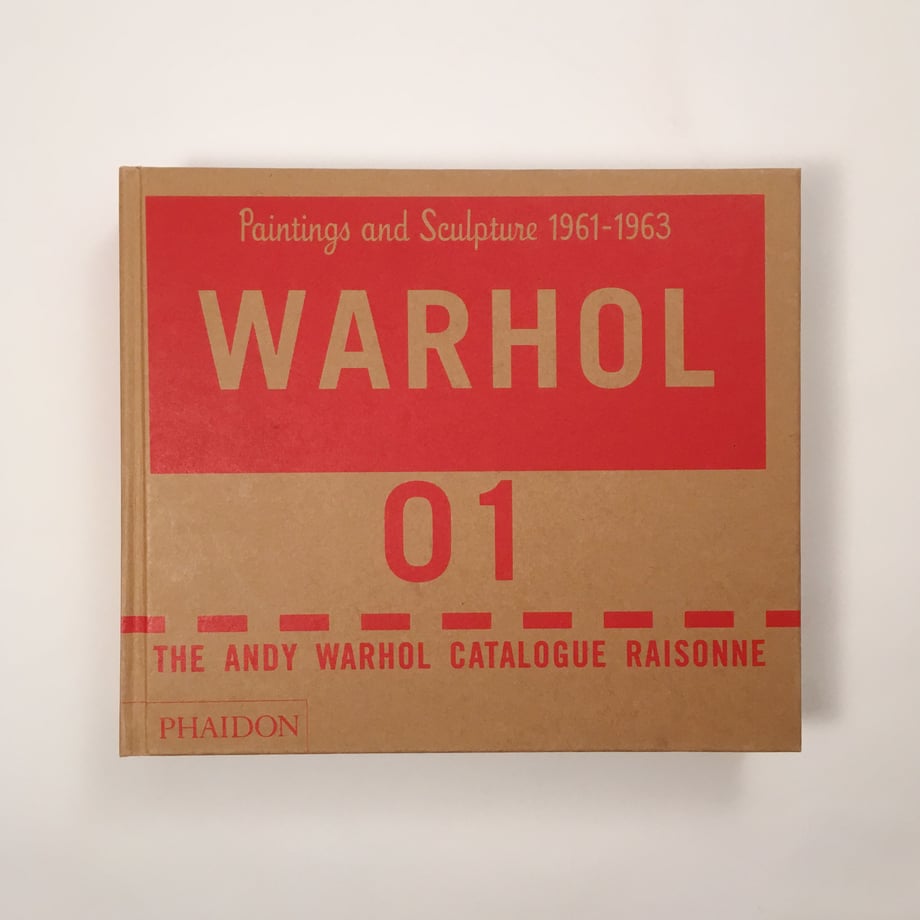 Paintings and Sculpture 1961-1963
WARHOL
01
THE ANDY WARHOL CATALOGUE RAISONNE
PHAIDON